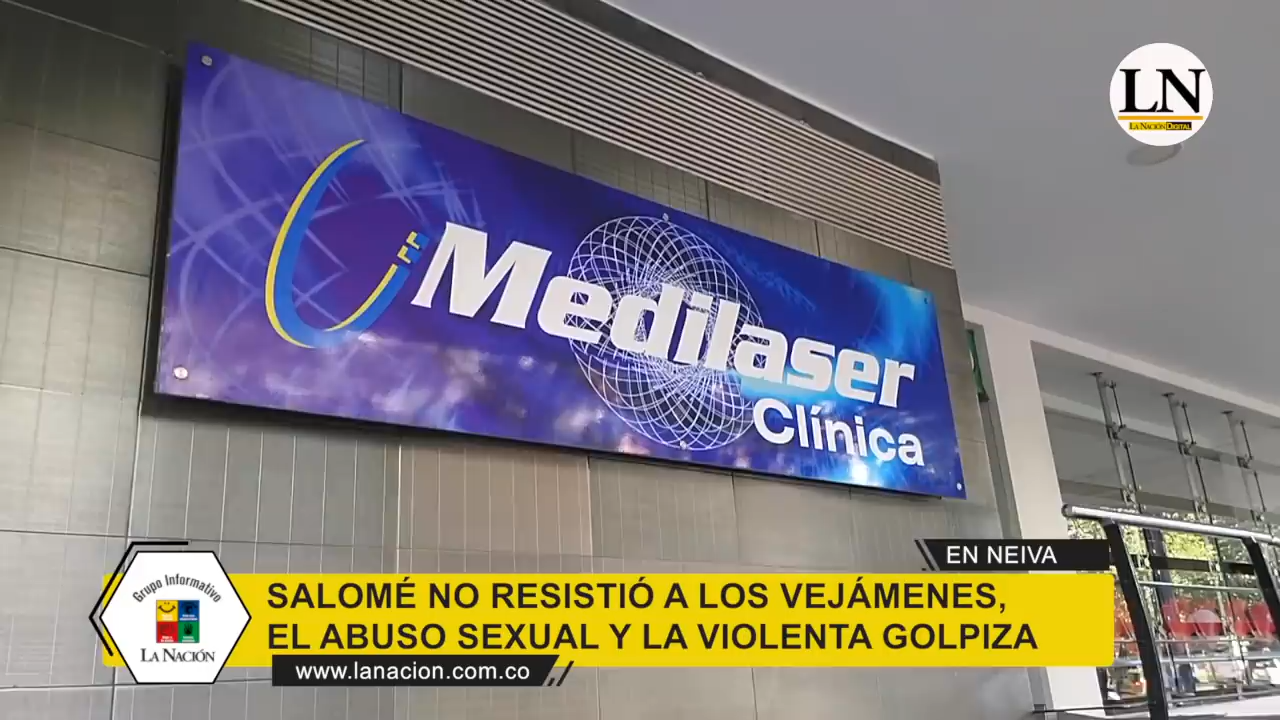 LN
LA NACIÓN DIGITAL
Medilaser
Clínica
EN NEIVA
Grupo Informativo
LA NACIÓN
SALOMÉ NO RESISTIÓ A LOS VEJÁMENES,
EL ABUSO SEXUAL Y LA VIOLENTA GOLPIZA
www.lanacion.com.co